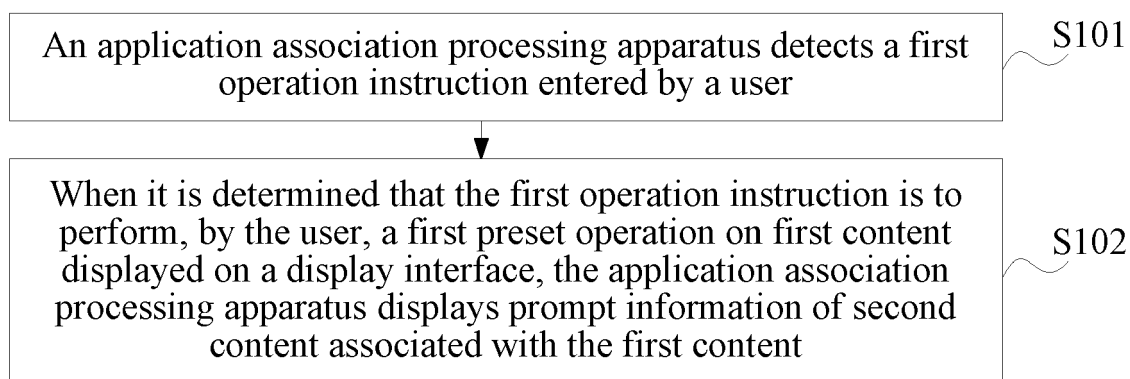 An application association processing apparatus detects a first
operation instruction entered by a user
S101
When it is determined that the first operation instruction is to
perform, by the user, a first preset operation on first content
displayed on a display interface, the application association
processing apparatus displays prompt information of second
content associated with the first content
S102